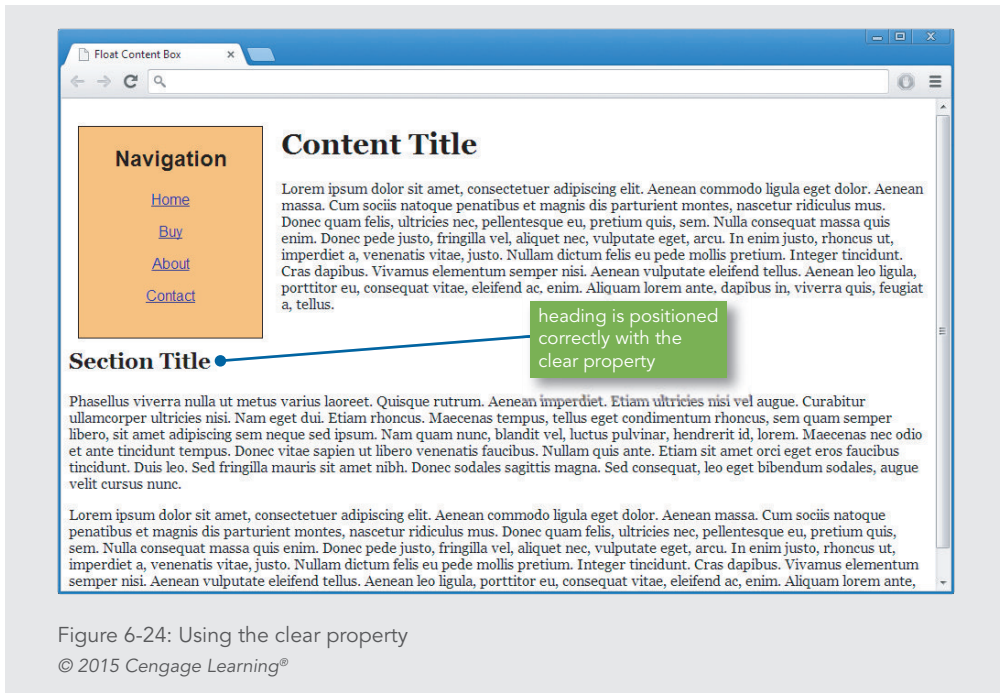 Float Content Box
Navigation
Home
Buy
About
Contact
Content Title
Lorem ipsum dolor sit amet, consectetuer adipiscing elit. Aenean commodo ligula eget dolor. Aenean
massa. Cum sociis natoque penatibus et magnis dis parturient montes, nascetur ridiculus mus.
Donec quam felis, ultricies nec, pellentesque eu, pretium quis, sem. Nulla consequat massa quis
enim. Donec pede justo, fringilla vel, aliquet nec, vulputate eget, arcu. In enim justo, rhoncus ut,
imperdiet a, venenatis vitae, justo. Nullam dictum felis eu pede mollis pretium. Integer tincidunt.
Cras dapibus. Vivamus elementum semper nisi. Aenean vulputate eleifend tellus. Aenean leo ligula,
porttitor eu, consequat vitae, eleifend ac, enim. Aliquam lorem ante, dapibus in, viverra quis, feugiat
a, tellus.
heading is positioned
correctly with the
clear property
Section Title
Phasellus viverra nulla ut metus varius laoreet. Quisque rutrum. Aenean imperdiet. Etiam ultricies nisi vel augue. Curabitur
ullamcorper ultricies nisi. Nam eget dui. Etiam rhoncus. Maecenas tempus, tellus eget condimentum rhoncus, sem quam semper
libero, sit amet adipiscing sem neque sed ipsum. Nam quam nunc, blandit vel, luctus pulvinar, hendrerit id, lorem. Maecenas nec odio
et ante tincidunt tempus. Donec vitae sapien ut libero venenatis faucibus. Nullam quis ante. Etiam sit amet orci eget eros faucibus
tincidunt. Duis leo. Sed fringilla mauris sit amet nibh. Donec sodales sagittis magna. Sed consequat, leo eget bibendum sodales, augue
velit cursus nunc.
Lorem ipsum dolor sit amet, consectetuer adipiscing elit. Aenean commodo ligula eget dolor. Aenean massa. Cum sociis natoque
penatibus et magnis dis parturient montes, nascetur ridiculus mus. Donec quam felis, ultricies nec, pellentesque eu, pretium quis,
sem. Nulla consequat massa quis enim. Donec pede justo, fringilla vel, aliquet nec, vulputate eget, arcu. In enim justo, rhoncus ut,
imperdiet a, venenatis vitae, justo. Nullam dictum felis eu pede mollis pretium. Integer tincidunt. Cras dapibus. Vivamus elementum
semper nisi. Aenean vulputate eleifend tellus. Aenean leo ligula, porttitor eu, consequat vitae, eleifend ac, enim. Aliquam lorem ante,
Figure 6-24: Using the clear property
© 2015 Cengage Learning®